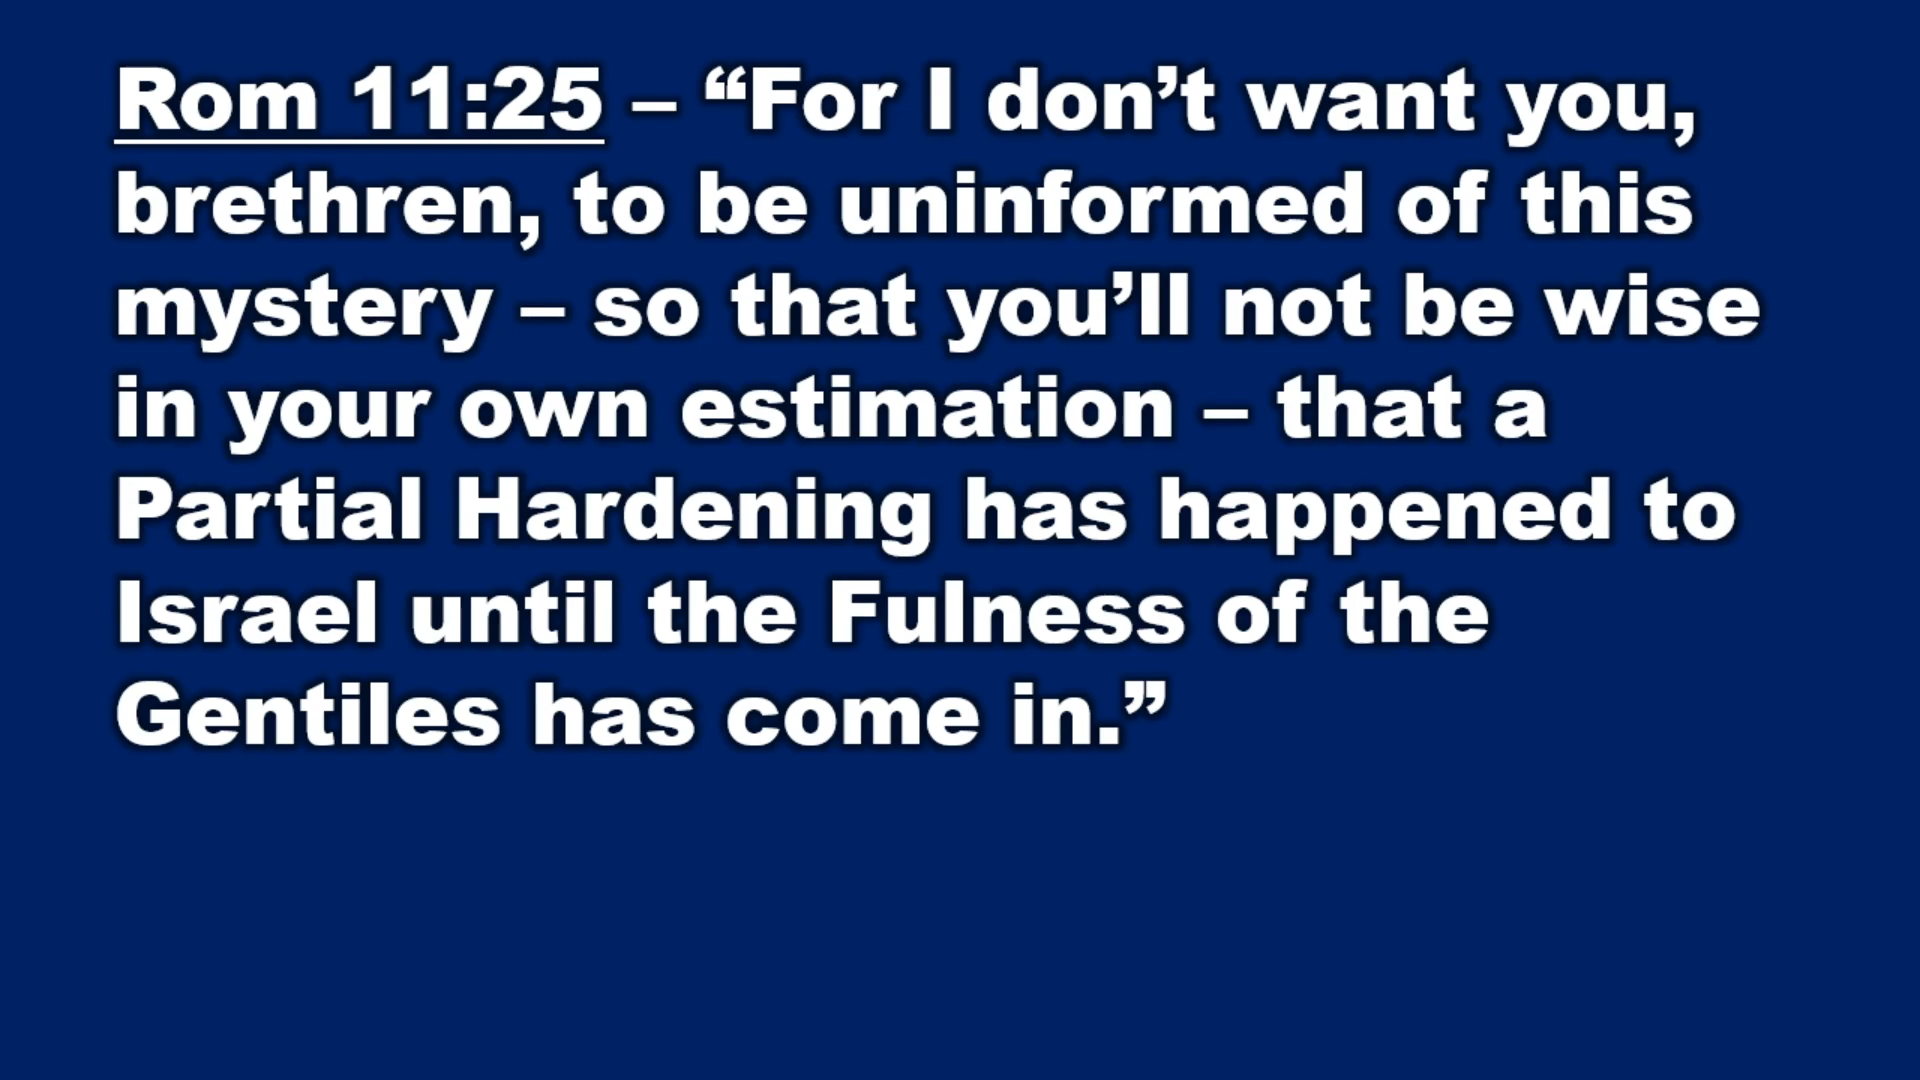 Rom 11:25 – “For I don’t want you,
brethren, to be uninformed of this
mystery – so that you’ll not be wise
in your own estimation – that a
Partial Hardening has happened to
Israel until the Fulness of the
Gentiles has come in.”